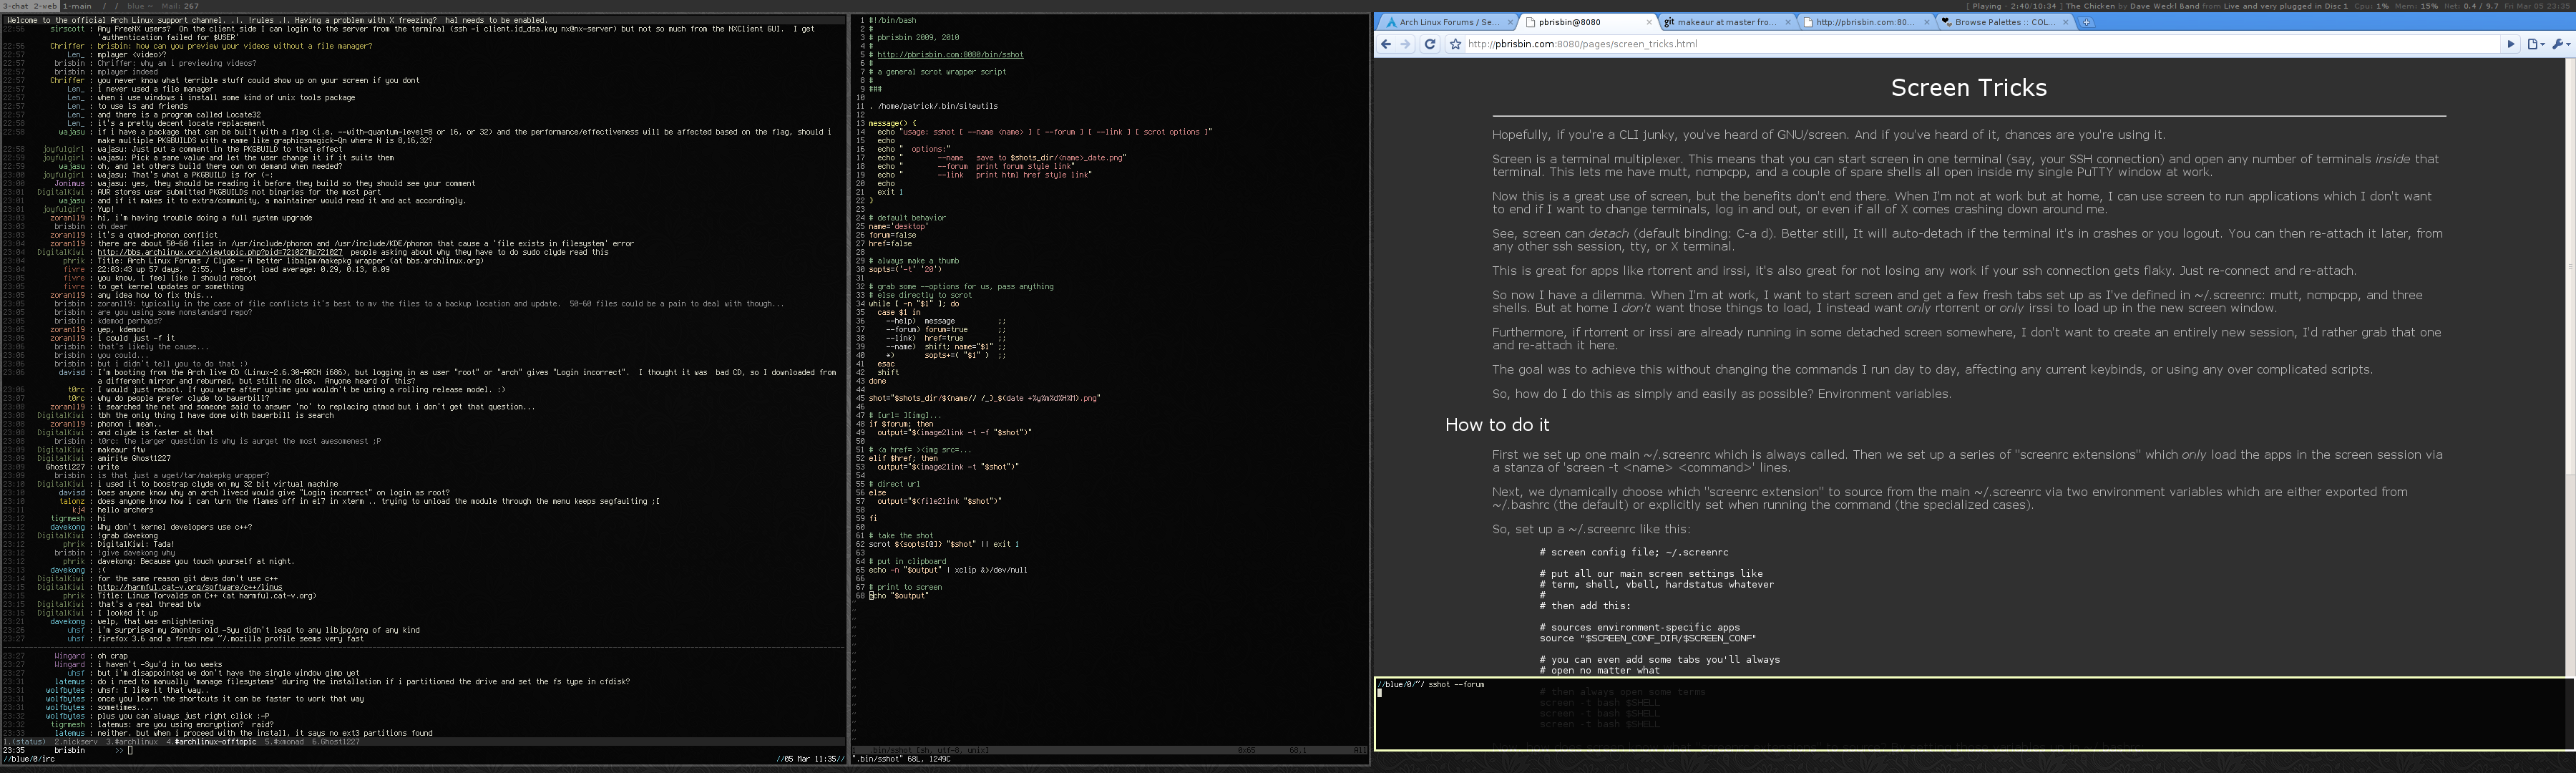 3-chat 2-web 1-main / / blue ~ Mail: 267
[ Playing - 2:40/10:34 ] The Chicken by Dave Weckl Band from Live and very plugged in Disc 1 Cpu: 1% Mem: 15% Net: 0.4 / 9.7 Fri Mar 05 23:35
Welcome to the official Arch Linux support channel. .|. !rules .|. Having a problem with X freezing? hal needs to be enabled.
22:56 sirscott : Any FreeNX users? On the client side I can login to the server from the terminal (ssh -i client.id_dsa.key nx@nx-server) but not so much from the NXClient GUI. I get
'authentication failed for $USER'
22:56 Chriffer : brisbin: how can you preview your videos without a file manager?
22:57 Len_ : mplayer <video>?
22:57 brisbin : Chriffer: why am i previewing videos?
22:57 brisbin : mplayer indeed
22:57 Chriffer : you never know what terrible stuff could show up on your screen if you dont
22:57 Len_ : i never used a file manager
22:57 Len_ : when i use windows i install some kind of unix tools package
22:57 Len_ : to use ls and friends
22:57 Len_ : and there is a program called Locate32
22:58 Len_ : it's a pretty decent locate replacement
22:58 wajasu : if i have a package that can be built with a flag (i.e. --with-quantum-level=8 or 16, or 32) and the performance/effectiveness will be affected based on the flag, should i
make multiple PKGBUILDS with a name like graphicsmagick-Qn where N is 8,16,32?
22:58 joyfulgirl : wajasu: Just put a comment in the PKGBUILD to that effect
22:59 joyfulgirl : wajasu: Pick a sane value and let the user change it if it suits them
22:59 wajasu : oh, and let others build there own on demand when needed?
23:00 joyfulgirl : wajasu: That's what a PKGBUILD is for (-:
23:00 Jonimus : wajasu: yes, they should be reading it before they build so they should see your comment
23:01 DigitalKiwi : AUR stores user submitted PKGBUILDs not binaries for the most part
23:01 wajasu : and if it makes it to extra/community, a maintainer would read it and act accordingly.
23:01 joyfulgirl : Yup!
23:03 zoran119 : hi, i'm having trouble doing a full system upgrade
23:03 brisbin : oh dear
23:03 zoran119 : it's a qtmod-phonon conflict
23:04 zoran119 : there are about 50-60 files in /usr/include/phonon and /usr/include/KDE/phonon that cause a 'file exists in filesystem' error
23:04 DigitalKiwi : http://bbs.archlinux.org/viewtopic.php?pid=721027#p721027 people asking about why they have to do sudo clyde read this
23:04 phrik : Title: Arch Linux Forums / Clyde - A better libalpm/makepkg wrapper (at bbs.archlinux.org)
23:04 fivre : 22:03:43 up 57 days, 2:55, 1 user, load average: 0.29, 0.13, 0.09
23:05 fivre : you know, I feel like I should reboot
23:05 fivre : to get kernel updates or something
23:05 zoran119 : any idea how to fix this...
23:05 brisbin : zoran119: typically in the case of file conflicts it's best to mv the files to a backup location and update. 50-60 files could be a pain to deal with though...
23:05 brisbin : are you using some nonstandard repo?
23:05 brisbin : kdemod perhaps?
23:05 zoran119 : yep, kdemod
23:06 zoran119 : i could just -f it
23:06 brisbin : that's likely the cause...
23:06 brisbin : you could...
23:06 brisbin : but i didn't tell you to do that :)
23:06 davisd : I'm booting from the Arch live CD (Linux-2.6.30-ARCH i686), but logging in as user "root" or "arch" gives "Login incorrect". I thought it was bad CD, so I downloaded from
a different mirror and reburned, but still no dice. Anyone heard of this?
23:06 t0rc : I would just reboot. If you were after uptime you wouldn't be using a rolling release model. :)
23:07 t0rc : why do people prefer clyde to bauerbill?
23:08 zoran119 : i searched the net and someone said to answer 'no' to replacing qtmod but i don't get that question...
23:08 DigitalKiwi : tbh the only thing I have done with bauerbill is search
23:08 zoran119 : phonon i mean..
23:08 DigitalKiwi : and clyde is faster at that
23:08 brisbin : t0rc: the larger question is why is aurget the most awesomenest ;P
23:09 DigitalKiwi : makeaur ftw
23:09 DigitalKiwi : amirite Ghost1227
23:09 Ghost1227 : urite
23:09 brisbin : is that just a wget/tar/makepkg wrapper?
23:10 DigitalKiwi : i used it to boostrap clyde on my 32 bit virtual machine
23:10 davisd : Does anyone know why an arch livecd would give "Login incorrect" on login as root?
23:10 talonz : does anyone know how i can turn the flames off in e17 in xterm .. trying to unload the module through the menu keeps segfaulting ;[
23:11 kj4 : hello archers
23:12 tigrmesh : hi
23:12 davekong : Why don't kernel developers use c++?
23:12 DigitalKiwi : !grab davekong
23:12 phrik : DigitalKiwi: Tada!
23:12 brisbin : !give davekong why
23:12 phrik : davekong: Because you touch yourself at night.
23:13 davekong : :(
23:14 DigitalKiwi : for the same reason git devs don't use c++
23:15 DigitalKiwi : http://harmful.cat-v.org/software/c++/linus
23:15 phrik : Title: Linus Torvalds on C++ (at harmful.cat-v.org)
23:15 DigitalKiwi : that's a real thread btw
23:15 DigitalKiwi : I looked it up
23:21 davekong : welp, that was enlightening
23:26 uhsf : i'm surprised my 2months old -Syu didn't lead to any libjpg/png of any kind
23:27 uhsf : firefox 3.6 and a fresh new ~/.mozilla profile seems very fast
23:27 Wingard : oh crap
23:27 Wingard : i haven't -Syu'd in two weeks
23:27 uhsf : but i'm disappointed we don't have the single window gimp yet
23:31 latemus : do i need to manually 'manage filesystems' during the installation if i partitioned the drive and set the fs type in cfdisk?
23:31 wolfbytes : uhsf: I like it that way..
23:31 wolfbytes : once you learn the shortcuts it can be faster to work that way
23:31 wolfbytes : sometimes....
23:32 wolfbytes : plus you can always just right click :-P
23:32 tigrmesh : latemus: are you using encryption? raid?
23:33 latemus : neither. but when i proceed with the install, it says no ext3 partitions found
1.(status) 2.nickserv 3.#archlinux 4.#archlinux-offtopic 5.#xmonad 6.Ghost1227
23:35 brisbin >>
//blue/0/irc //05 Mar 11:35//
1 #!/bin/bash
2 #
3 # pbrisbin 2009, 2010
4 #
5 # http://pbrisbin.com:8080/bin/sshot
6 #
7 # a general scrot wrapper script
8 #
9 ###
10
11 . /home/patrick/.bin/siteutils
12
13 message() {
14 echo "usage: sshot [ --name <name> ] [ --forum ] [ --link ] [ scrot options ]"
15 echo
16 echo " options:"
17 echo " --name save to $shots_dir/<name>_date.png"
18 echo " --forum print forum style link"
19 echo " --link print html href style link"
20 echo
21 exit 1
22 }
23
24 # default behavior
25 name='desktop'
26 forum=false
27 href=false
28
29 # always make a thumb
30 sopts=('-t' '20')
31
32 # grab some --options for us, pass anything
33 # else directly to scrot
34 while [ -n "$1" ]; do
35 case $1 in
36 --help) message ;;
37 --forum) forum=true ;;
38 --link) href=true ;;
39 --name) shift; name="$1" ;;
40 *) sopts+=( "$1" ) ;;
41 esac
42 shift
43 done
44
45 shot="$shots_dir/${name// /_}_$(date +%y%m%d%H%M).png"
46
47 # [url= ][img]...
48 if $forum; then
49 output="$(image2link -t -f "$shot")"
50
51 # <a href= ><img src=...
52 elif $href; then
53 output="$(image2link -t "$shot")"
54
55 # direct url
56 else
57 output="$(file2link "$shot")"
58
59 fi
60
61 # take the shot
62 scrot ${sopts[@]} "$shot" || exit 1
63
64 # put in clipboard
65 echo -n "$output" | xclip &>/dev/null
66
67 # print to screen
68 echo "$output"
.bin/sshot [sh, utf-8, unix] 0x65 68,1 All
".bin/sshot" 68L, 1249C
Arch Linux Forums / Se...
pbrisbin@8080
git makeaur at master fro...
http://pbrisbin.com:80...
Browse Palettes :: COL...
http://pbrisbin.com:8080/pages/screen_tricks.html
Screen Tricks
Hopefully, if you're a CLI junky, you've heard of GNU/screen. And if you've heard of it, chances are you're using it.
Screen is a terminal multiplexer. This means that you can start screen in one terminal (say, your SSH connection) and open any number of terminals inside that
terminal. This lets me have mutt, ncmpcpp, and a couple of spare shells all open inside my single PuTTY window at work.
Now this is a great use of screen, but the benefits don't end there. When I'm not at work but at home, I can use screen to run applications which I don't want
to end if I want to change terminals, log in and out, or even if all of X comes crashing down around me.
See, screen can detach (default binding: C-a d). Better still, It will auto-detach if the terminal it's in crashes or you logout. You can then re-attach it later, from
any other ssh session, tty, or X terminal.
This is great for apps like rtorrent and irssi, it's also great for not losing any work if your ssh connection gets flaky. Just re-connect and re-attach.
So now I have a dilemma. When I'm at work, I want to start screen and get a few fresh tabs set up as I've defined in ~/.screenrc: mutt, ncmpcpp, and three
shells. But at home I don't want those things to load, I instead want only rtorrent or only irssi to load up in the new screen window.
Furthermore, if rtorrent or irssi are already running in some detached screen somewhere, I don't want to create an entirely new session, I'd rather grab that one
and re-attach it here.
The goal was to achieve this without changing the commands I run day to day, affecting any current keybinds, or using any over complicated scripts.
So, how do I do this as simply and easily as possible? Environment variables.
How to do it
First we set up one main ~/.screenrc which is always called. Then we set up a series of "screenrc extensions" which only load the apps in the screen session via
a stanza of 'screen -t <name> <command>' lines.
Next, we dynamically choose which "screenrc extension" to source from the main ~/.screenrc via two environment variables which are either exported from
~/.bashrc (the default) or explicitly set when running the command (the specialized cases).
So, set up a ~/.screenrc like this:
# screen config file; ~/.screenrc
# put all our main screen settings like
# term, shell, vbell, hardstatus whatever
#
# then add this:
# sources environment-specific apps
source "$SCREEN_CONF_DIR/$SCREEN_CONF"
# you can even add some tabs you'll always
# open no matter what
//blue/0/~/ sshot --forum
# then always open some terms
screen -t bash $SHELL
screen -t bash $SHELL
screen -t bash $SHELL